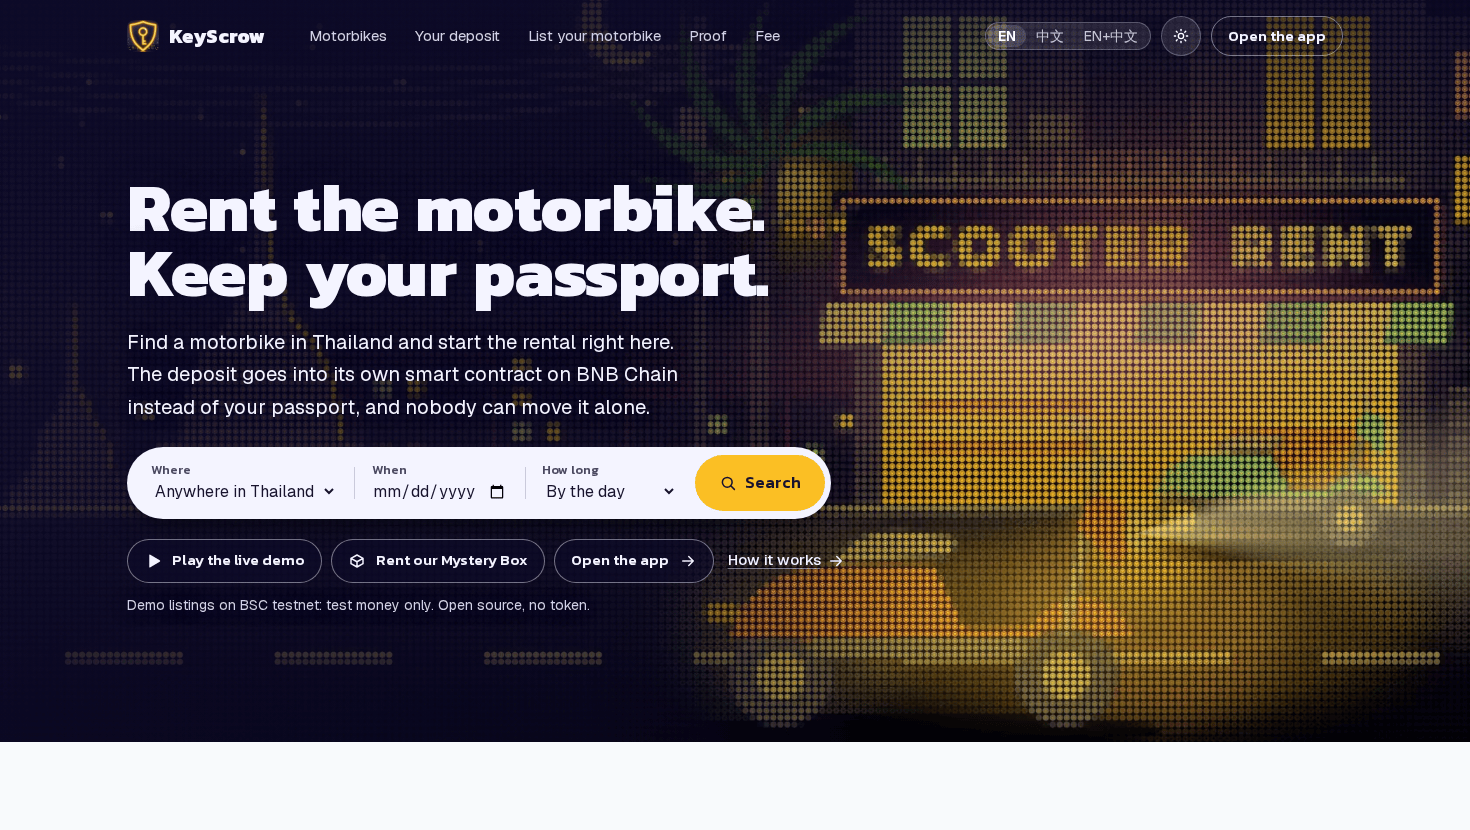 KeyScrow
Motorbikes
Your deposit
List your motorbike
Proof
Fee
EN
中文
EN+中文
Open the app
SCOOTER RENT
Rent the motorbike.
Keep your passport.
Find a motorbike in Thailand and start the rental right here.
The deposit goes into its own smart contract on BNB Chain
instead of your passport, and nobody can move it alone.
Where
Anywhere in Thailand
When
mm/dd/yyyy
How long
By the day
Search
Play the live demo
Rent our Mystery Box
Open the app
How it works
Demo listings on BSC testnet: test money only. Open source, no token.